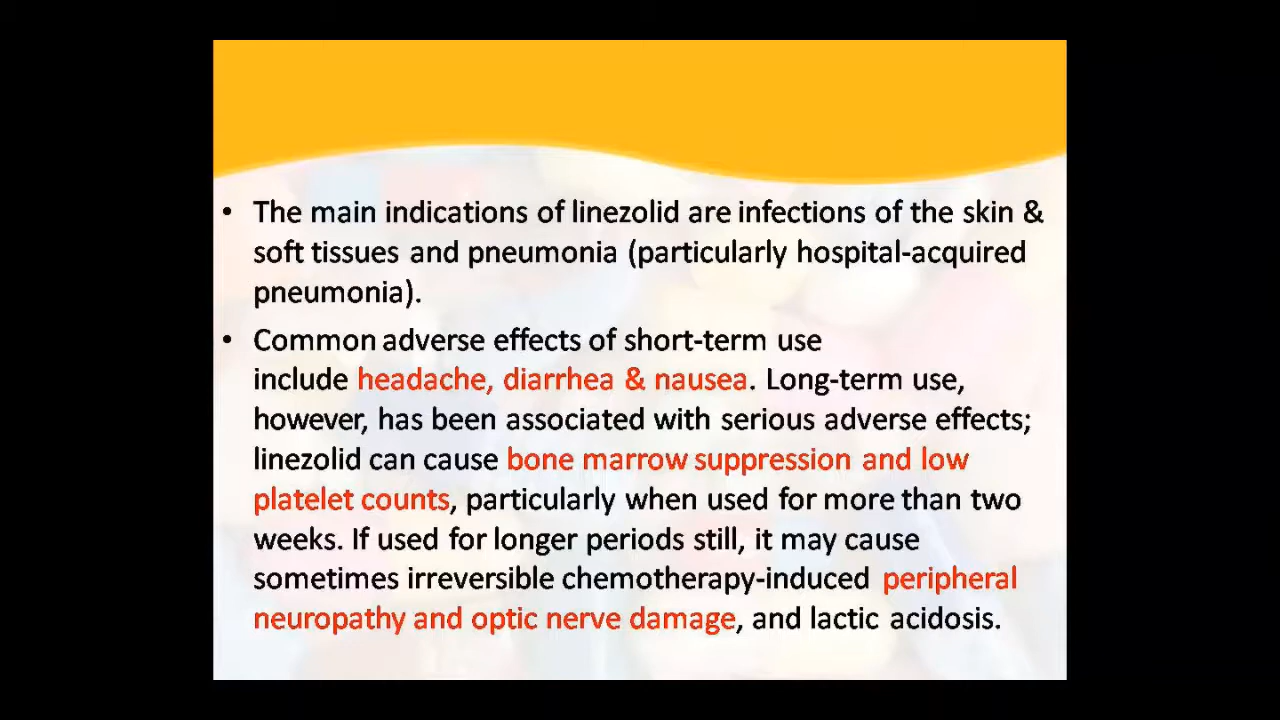 • The main indications of linezolid are infections of the skin &
soft tissues and pneumonia (particularly hospital-acquired
pneumonia).
• Common adverse effects of short-term use
include headache, diarrhea & nausea. Long-term use,
however, has been associated with serious adverse effects;
linezolid can cause bone marrow suppression and low
platelet counts, particularly when used for more than two
weeks. If used for longer periods still, it may cause
sometimes irreversible chemotherapy-induced peripheral
neuropathy and optic nerve damage, and lactic acidosis.